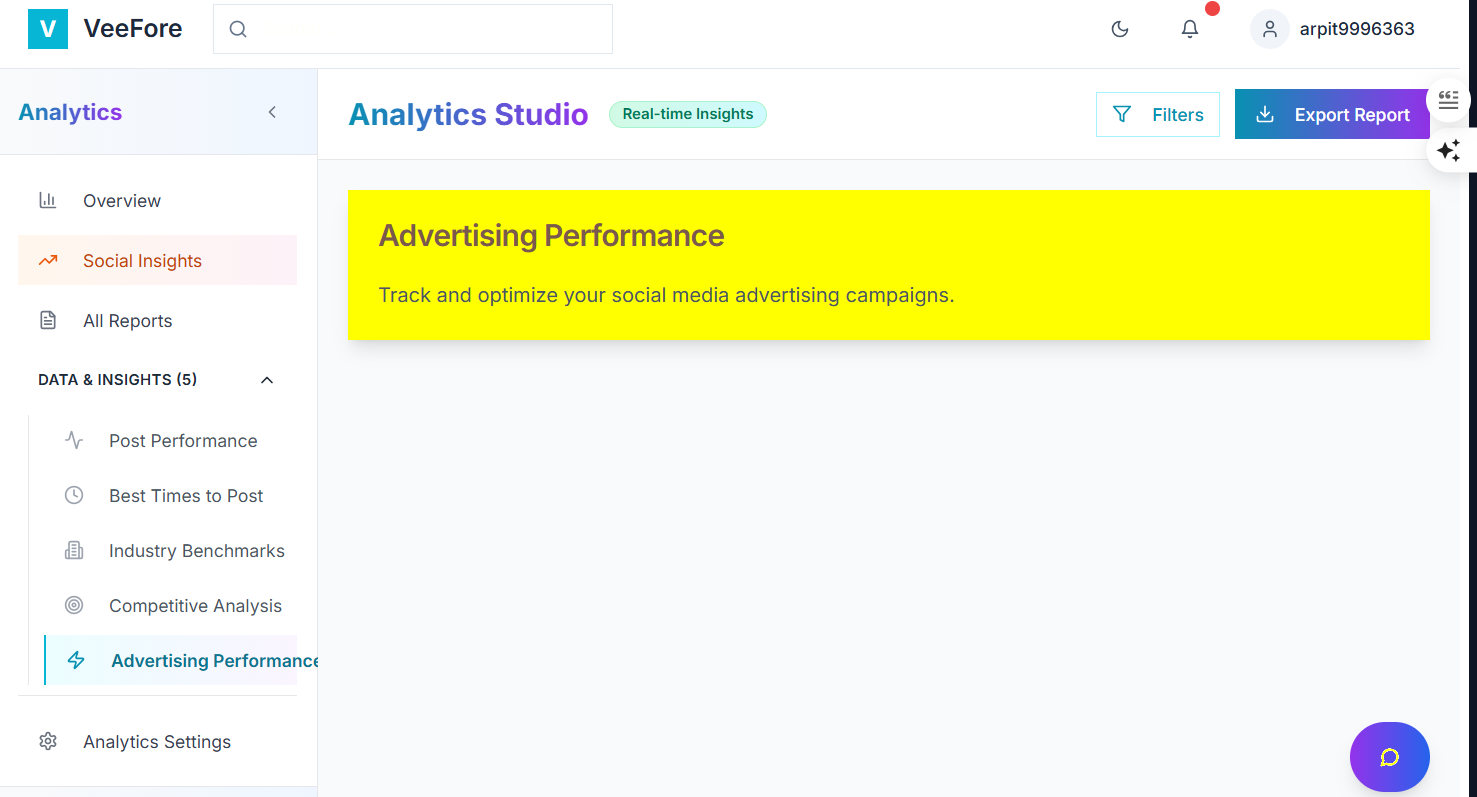 V VeeFore
arpit9996363
Analytics
Analytics Studio
Real-time Insights
Filters
Export Report
Overview
Social Insights
All Reports
DATA & INSIGHTS (5)
Post Performance
Best Times to Post
Industry Benchmarks
Competitive Analysis
Advertising Performance
Analytics Settings
Advertising Performance
Track and optimize your social media advertising campaigns.